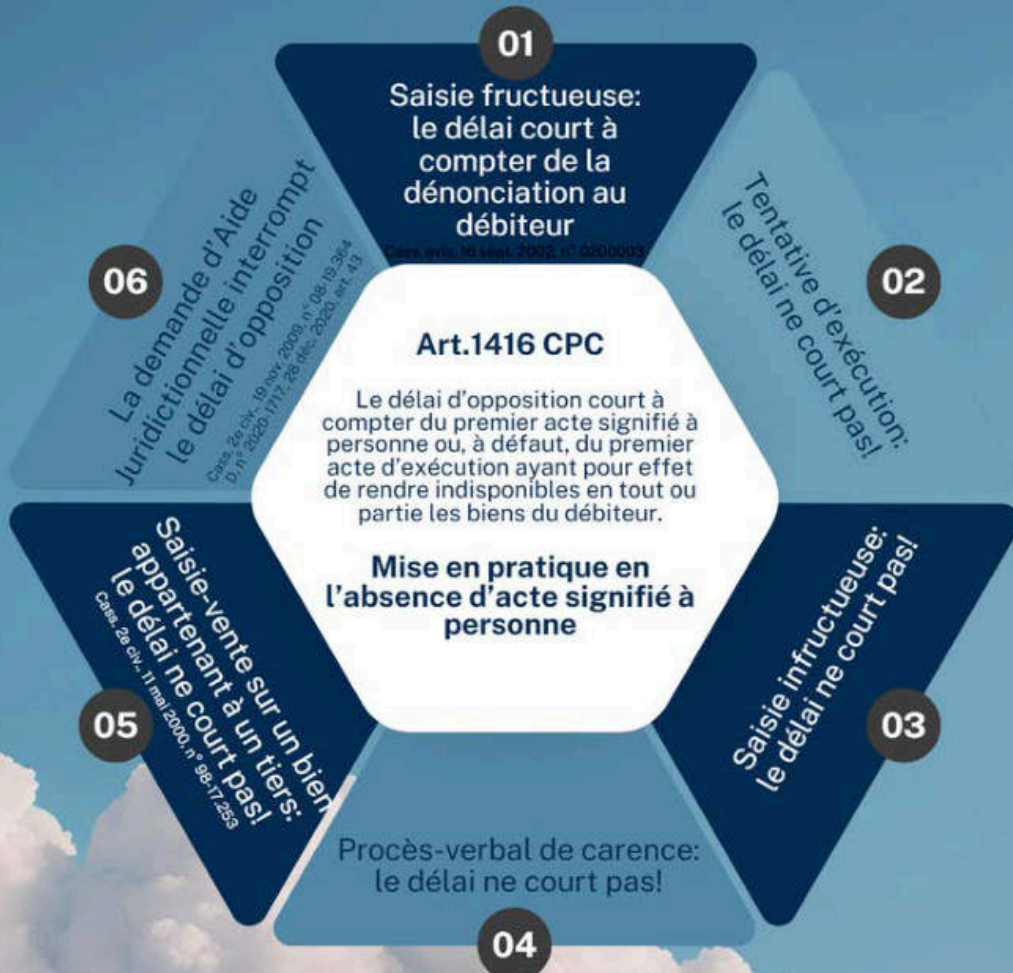 01
Saisie fructueuse:
le délai court à
compter de la
dénonciation au
débiteur
Cass, avis, 16 sept. 2002, n° 0200003
02
Tentative d'exécution:
le délai ne court pas!
03
Saisie infructueuse:
le délai ne court pas!
04
Procès-verbal de carence:
le délai ne court pas!
05
Saisie-vente sur un bien
appartenant à un tiers:
le délai ne court pas!
Cass. 2e civ., 11 mai 2000, n° 98-17.253
06
La demande d'Aide
Juridictionnelle interrompt
le délai d'opposition
Cass. 2e civ., 19 nov 2009, n° 08-19.364
D. n° 2020-1717, 28 déc. 2020, art. 43
Art.1416 CPC
Le délai d'opposition court à
compter du premier acte signifié à
personne ou, à défaut, du premier
acte d'exécution ayant pour effet
de rendre indisponibles en tout ou
partie les biens du débiteur.
Mise en pratique en
l'absence d'acte signifié à
personne